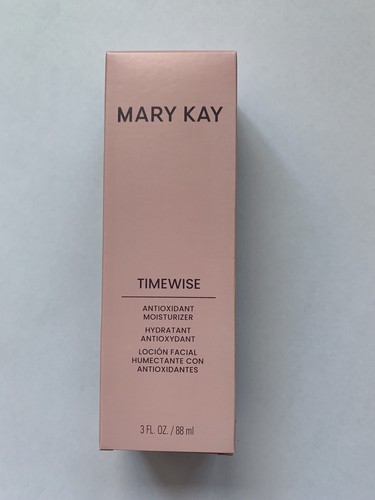 MARY KAY
TIMEWISE
ANTIOXIDANT
MOISTURIZER
HYDRATANT
ANTIOXYDANT
LOCIÓN FACIAL
HUMECTANTE CON
ANTIOXIDANTES
3 FL. OZ. / 88 ml